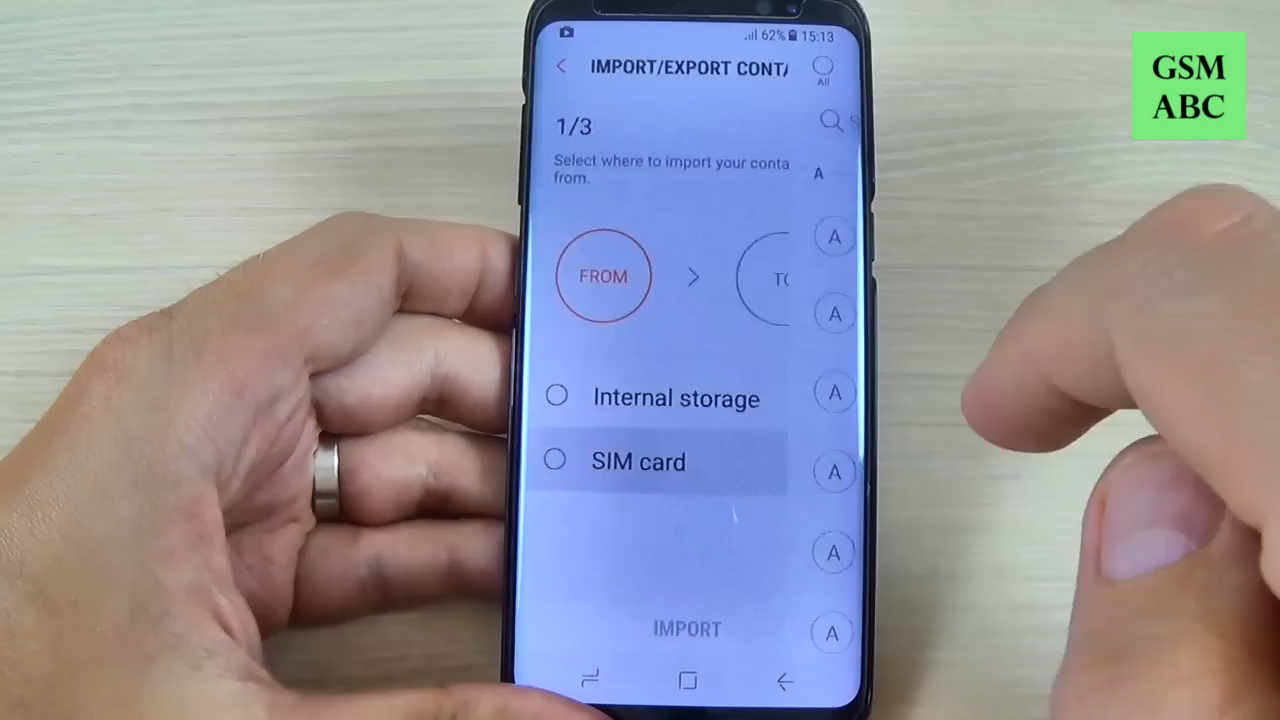 GSM
ABC
62% 15:13
IMPORT/EXPORT CONTA
All
1/3
Select where to import your conta
from.
A
FROM
>
TO
A
A
Internal storage
A
SIM card
A
A
IMPORT
A